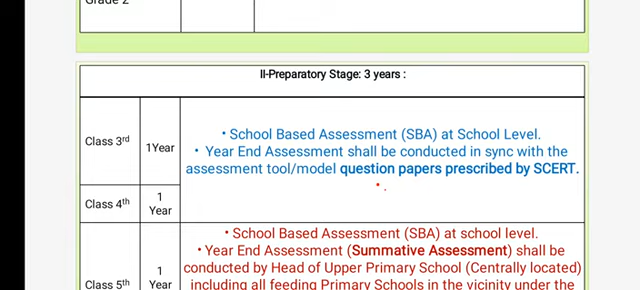 Grade 2
II-Preparatory Stage: 3 years :
Class 3rd
1Year
• School Based Assessment (SBA) at School Level.
• Year End Assessment shall be conducted in sync with the
assessment tool/model question papers prescribed by SCERT.
• .
Class 4th
1
Year
Class 5th
1
Year
• School Based Assessment (SBA) at school level.
• Year End Assessment (Summative Assessment) shall be
conducted by Head of Upper Primary School (Centrally located)
including all feeding Primary Schools in the vicinity under the